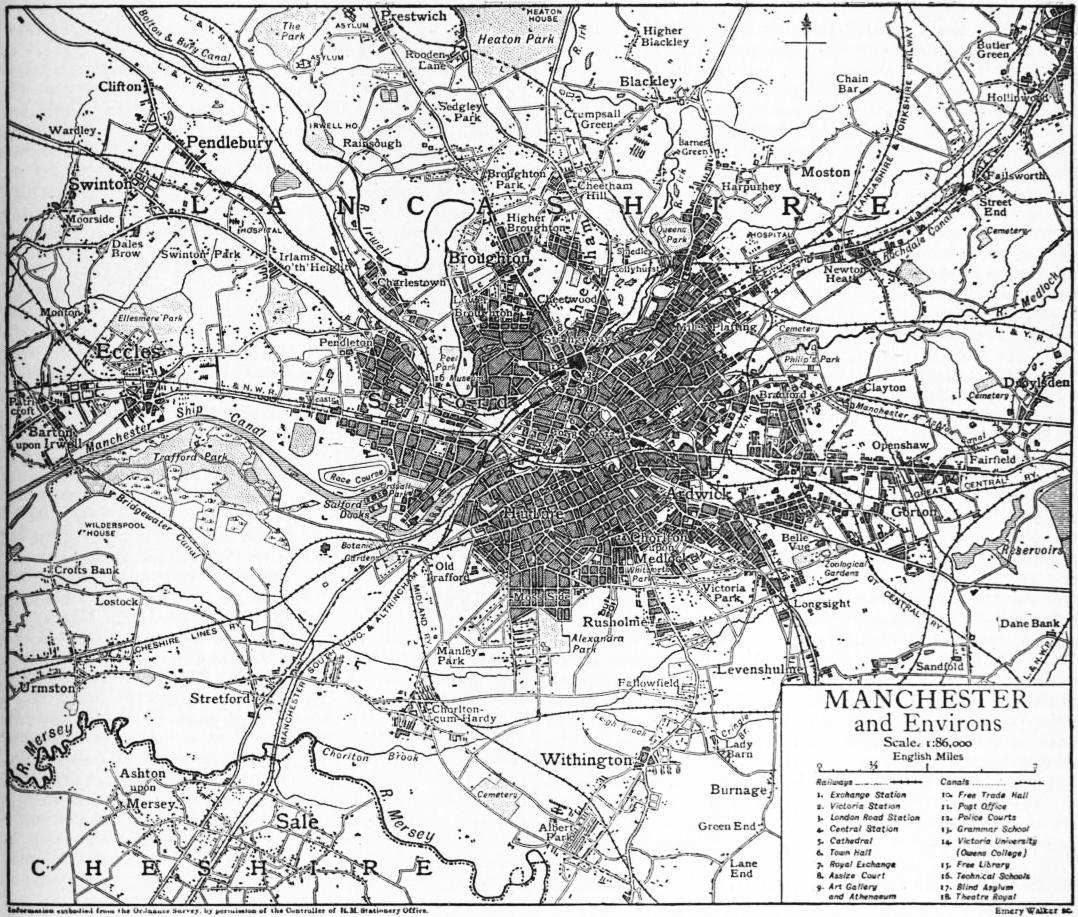 HEATON
HOUSE
Prestwich
The
Park
ASYLUM
L. & Y. R.
Bolton & Bury Canal
Heaton Park
R. Irk
Higher
Blackley
Butler
Green
ASYLUM
Rooden
Lane
L. & Y. R.
Clifton
Blackley
Chain
Bar
Hollinwood
LANCASHIRE & YORKSHIRE RAILWAY
Sedgley
Park
Crumpsall
Green
Wardley
IRWELL HO.
Rainsough
Pendlebury
Barnes
Green
Broughton
Park
Moston
Failsworth
Swinton
Cheetham
Hill
Harpurhey
Street
End
LANCASHIRE
Moorside
HOSPITAL
R. Irwell
Higher
Broughton
Queens
Park
HOSPITAL
Cemetery
Rochdale Canal
Dales
Brow
Swinton Park
Irlams
o'th' Height
Broughton
Cheetham
Collyhurst
Newton
Heath
Charlestown
R. Medlock
Lower
Broughton
Cheetwood
Monton
Ellesmere Park
Miles Platting
Cemetery
L. & Y. R.
Pendleton
Eccles
Peel
Park
Philip's Park
L. & N.W.R.
Salford
Bradford
Clayton
Droylsden
Cemetery
Barton
upon Irwell
Manchester Ship Canal
Openshaw
Fairfield
Trafford Park
Race Course
GREAT CENTRAL RY.
Salford
Docks
Ardwick
Gorton
Bridgewater Canal
WILDERSPOOL
HOUSE
Hulme
Chorlton
upon
Medlock
Belle
Vue
Reservoirs
Botanic
Gardens
Zoological
Gardens
Crofts Bank
Old
Trafford
Whitworth
Park
Victoria
Park
GT. CENTRAL RY.
Lostock
Moss Side
Longsight
Rusholme
Dane Bank
CHESHIRE LINES RY.
MIDLAND RY.
Alexandra
Park
Manley
Park
L. & N.W.R.
Sandfold
Levenshulme
Urmston
Stretford
Fallowfield
MANCHESTER SOUTH JUNC. & ALTRINCHAM
Chorlton-
cum-Hardy
R. Mersey
Lady
Barn
Chorlton Brook
Withington
Ashton
upon
Mersey
Cemetery
Burnage
R. Mersey
Sale
Albert
Park
Green End
CHESHIRE
Lane
End
MANCHESTER
and Environs
Scale, 1:86,000
English Miles
0 ½ 1
Railways Canals
1. Exchange Station
2. Victoria Station
3. London Road Station
4. Central Station
5. Cathedral
6. Town Hall
7. Royal Exchange
8. Assize Court
9. Art Gallery
and Athenaeum
10. Free Trade Hall
11. Post Office
12. Police Courts
13. Grammar School
14. Victoria University
(Owens College)
15. Free Library
16. Technical Schools
17. Blind Asylum
18. Theatre Royal
Information embodied from the Ordnance Survey, by permission of the Controller of H.M. Stationery Office.
Emery Walker sc.